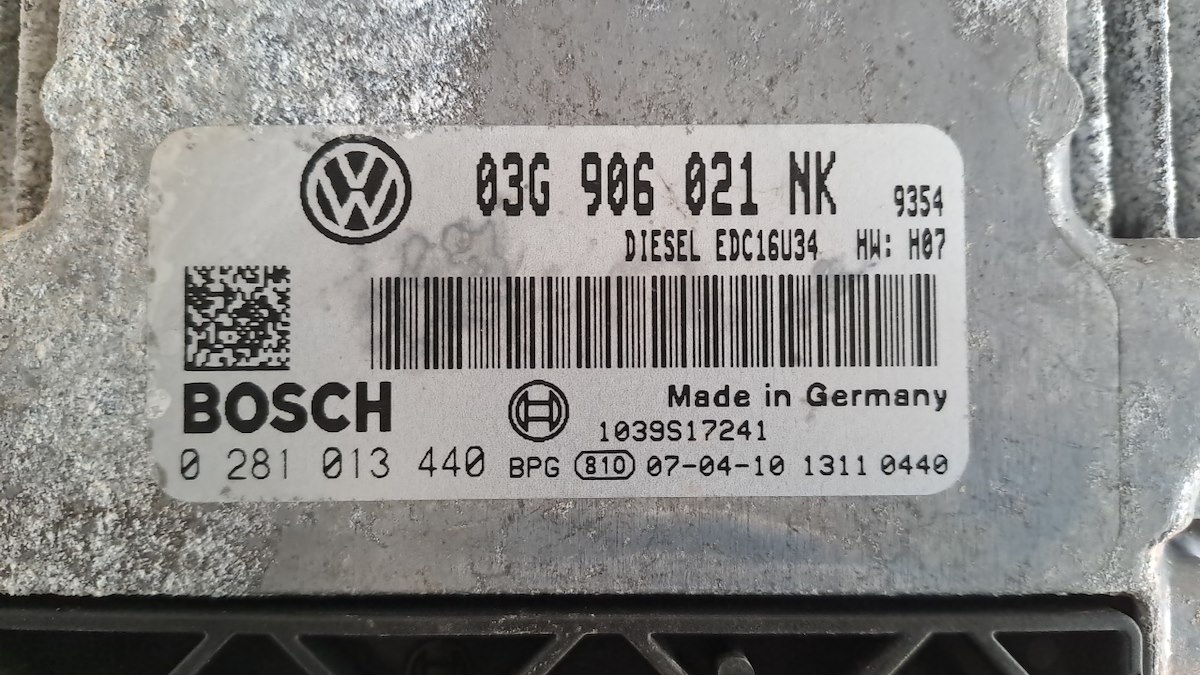 03G 906 021 NK 9354
DIESEL EDC16U34 HW: H07
BOSCH
Made in Germany
1039S17241
0 281 013 440 BPG 810 07-04-10 1311 0440